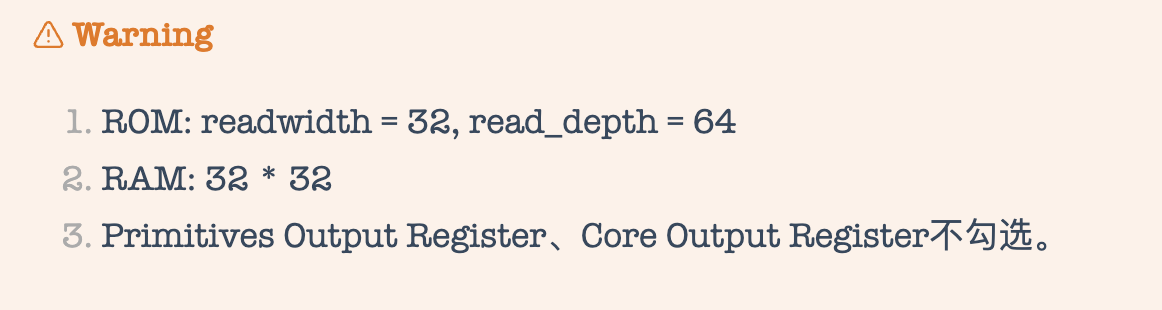 Warning
1. ROM: readwidth = 32, read_depth = 64
2. RAM: 32 * 32
3. Primitives Output Register、Core Output Register不勾选。